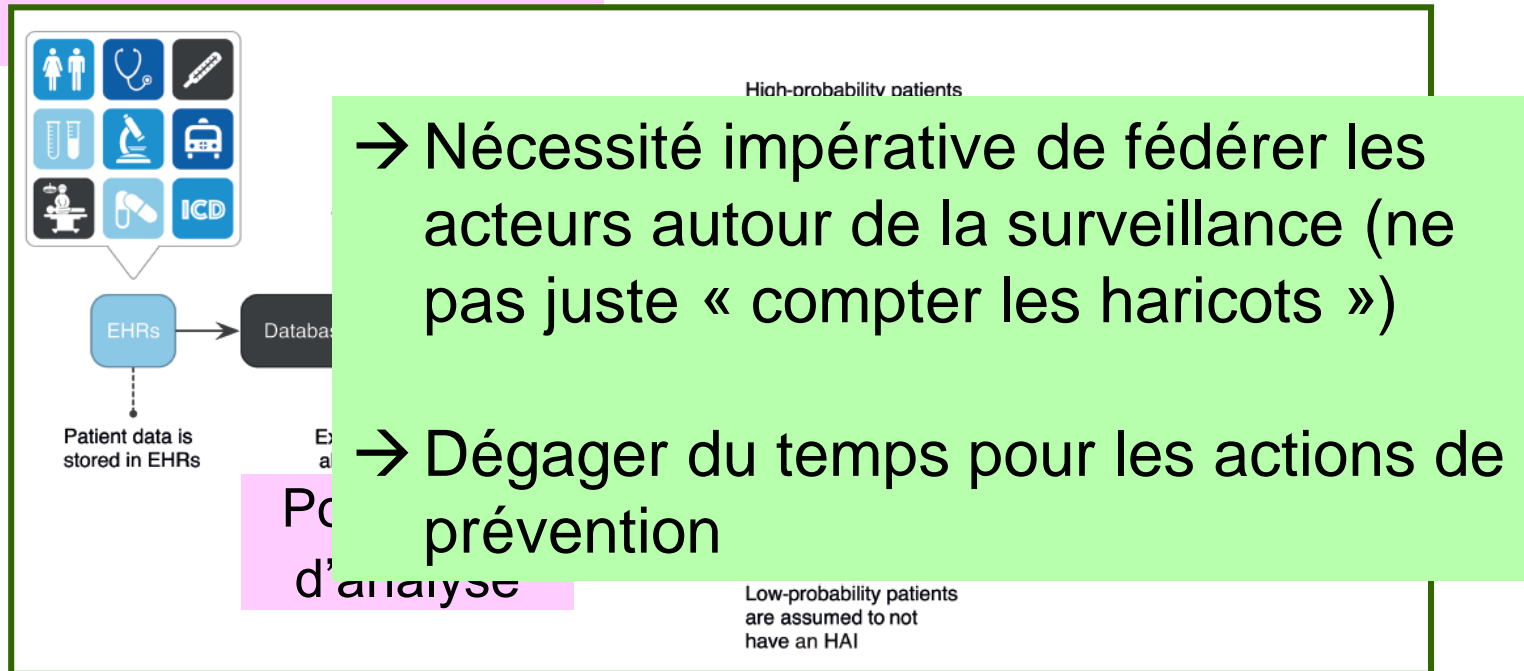 High-probability patients
→ Nécessité impérative de fédérer les
acteurs autour de la surveillance (ne
pas juste « compter les haricots »)
→ Dégager du temps pour les actions de
prévention
ICD
EHRs
Patient data is
stored in EHRs
d'analyse
Low-probability patients
are assumed to not
have an HAI